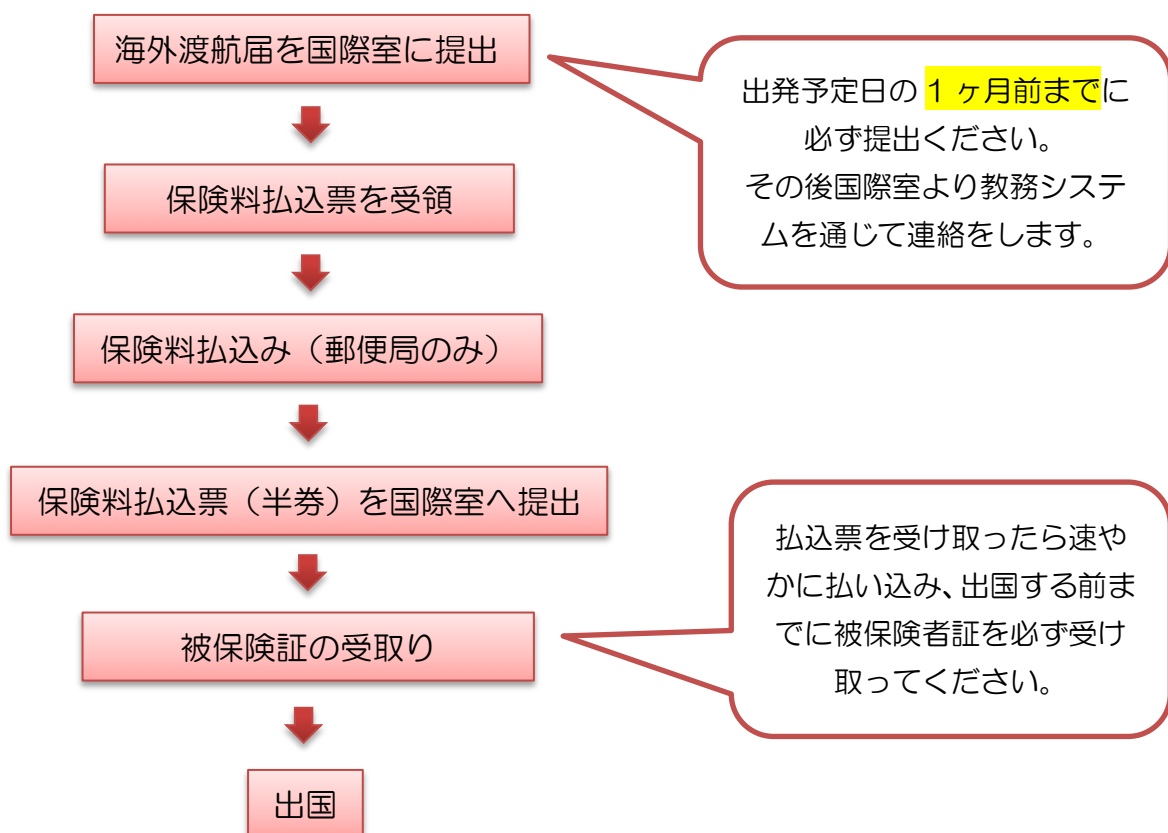 海外渡航届を国際室に提出
出発予定日の 1 ヶ月前までに
必ず提出ください。
その後国際室より教務システ
ムを通じて連絡をします。
保険料払込票を受領
保険料払込み（郵便局のみ）
保険料払込票（半券）を国際室へ提出
払込票を受け取ったら速や
かに払い込み、出国する前ま
でに被保険者証を必ず受け
取ってください。
被保険証の受取り
出国